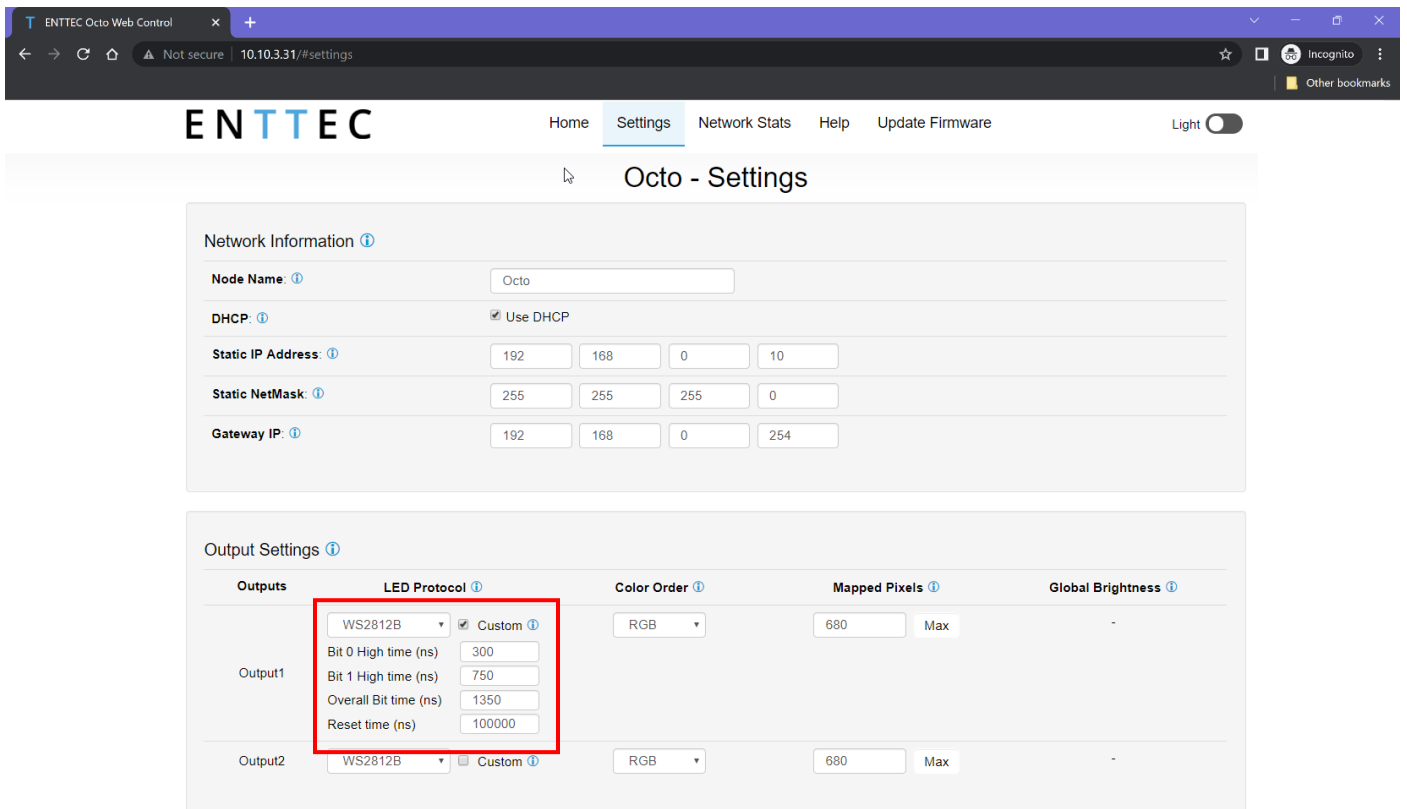 ENTTEC Octo Web Control
Not secure | 10.10.3.31/#settings
Incognito
Other bookmarks
ENTTEC
Home Settings Network Stats Help Update Firmware
Light
Octo - Settings
Network Information
Node Name: Octo
DHCP: Use DHCP
Static IP Address: 192 168 0 10
Static NetMask: 255 255 255 0
Gateway IP: 192 168 0 254
Output Settings
Outputs LED Protocol Color Order Mapped Pixels Global Brightness
WS2812B Custom RGB 680 Max -
Bit 0 High time (ns) 300
Output1
Bit 1 High time (ns) 750
Overall Bit time (ns) 1350
Reset time (ns) 100000
Output2 WS2812B Custom RGB 680 Max -